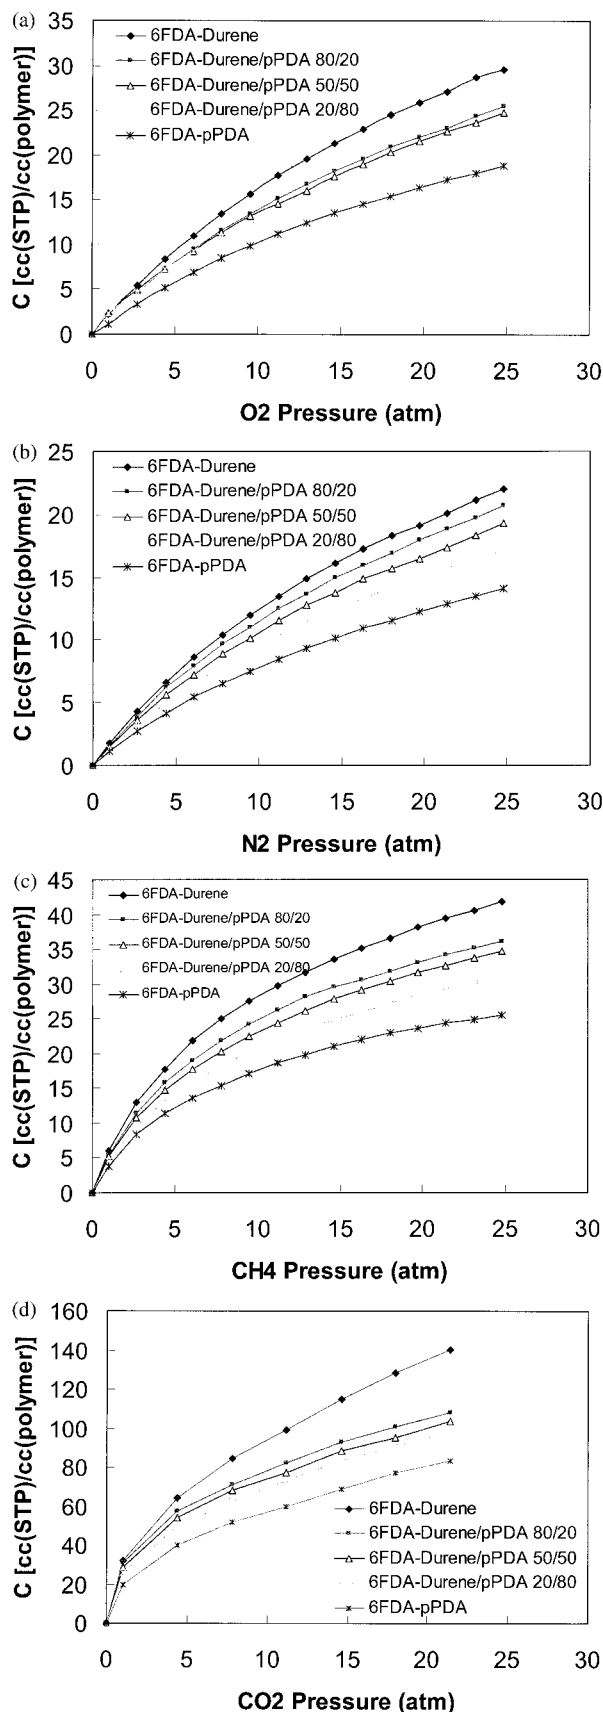 (a)
C [cc(STP)/cc(polymer)]
35
30
25
20
15
10
5
0
6FDA-Durene
6FDA-Durene/pPDA 80/20
6FDA-Durene/pPDA 50/50
6FDA-Durene/pPDA 20/80
6FDA-pPDA
0 5 10 15 20 25 30
O2 Pressure (atm)
(b)
C [cc(STP)/cc(polymer)]
25
20
15
10
5
0
6FDA-Durene
6FDA-Durene/pPDA 80/20
6FDA-Durene/pPDA 50/50
6FDA-Durene/pPDA 20/80
6FDA-pPDA
0 5 10 15 20 25 30
N2 Pressure (atm)
(c)
C [cc(STP)/cc(polymer)]
45
40
35
30
25
20
15
10
5
0
6FDA-Durene
6FDA-Durene/pPDA 80/20
6FDA-Durene/pPDA 50/50
6FDA-Durene/pPDA 20/80
6FDA-pPDA
0 5 10 15 20 25 30
CH4 Pressure (atm)
(d)
C [cc(STP)/cc(polymer)]
160
140
120
100
80
60
40
20
0
6FDA-Durene
6FDA-Durene/pPDA 80/20
6FDA-Durene/pPDA 50/50
6FDA-Durene/pPDA 20/80
6FDA-pPDA
0 5 10 15 20 25 30
CO2 Pressure (atm)